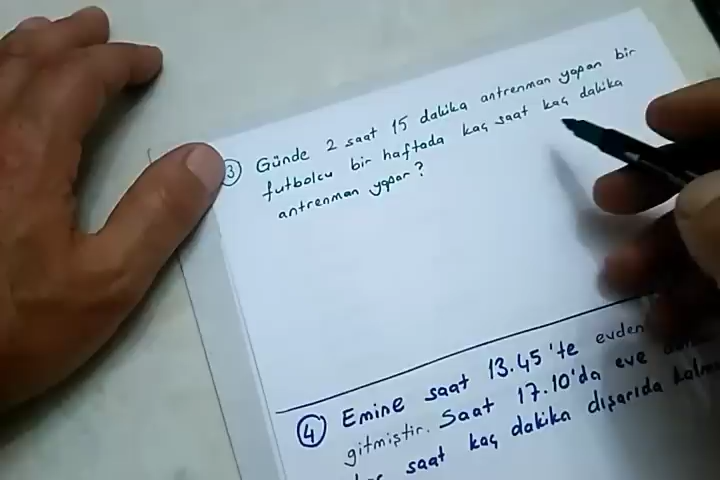 3 Günde 2 saat 15 dakika antrenman yapan bir
futbolcu bir haftada kaç saat kaç dakika
antrenman yapar?
4 Emine saat 13.45'te evden
gitmiştir. Saat 17.10'da eve
saat kaç dakika dışarıda